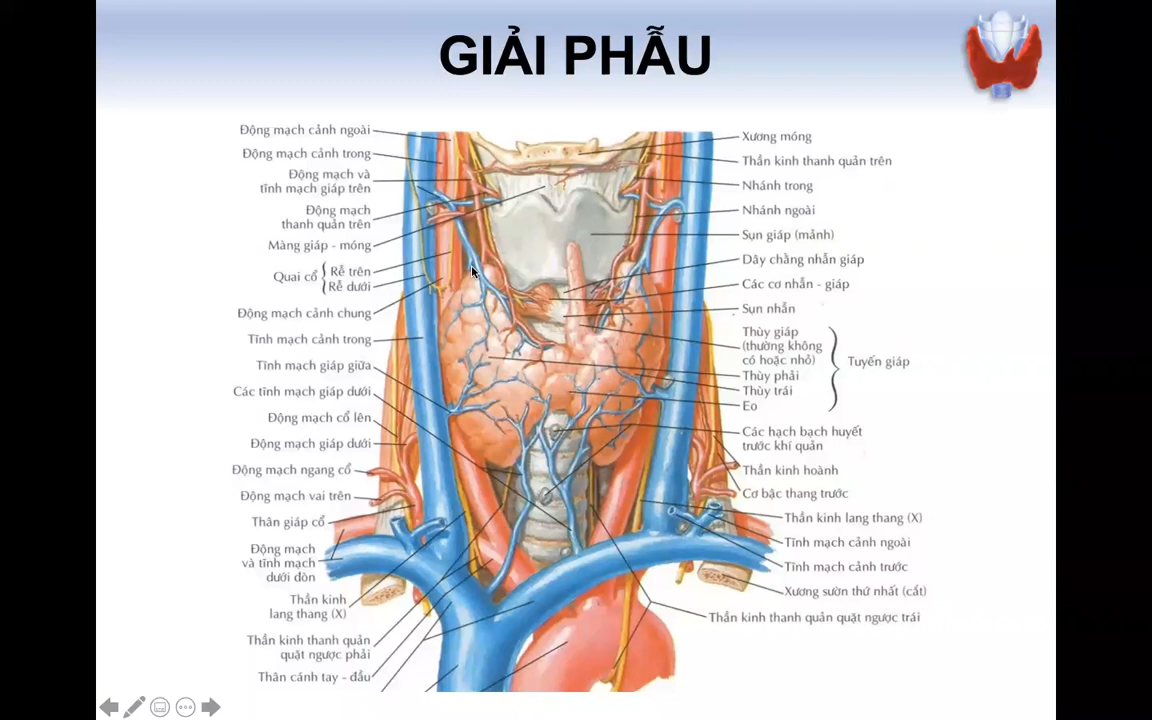 GIẢI PHẪU
Động mạch cảnh ngoài
Động mạch cảnh trong
Động mạch và
tĩnh mạch giáp trên
Động mạch
thanh quản trên
Màng giáp - móng
Quai cổ
Rễ trên
Rễ dưới
Động mạch cảnh chung
Tĩnh mạch cảnh trong
Tĩnh mạch giáp giữa
Các tĩnh mạch giáp dưới
Động mạch cổ lên
Động mạch giáp dưới
Động mạch ngang cổ
Động mạch vai trên
Thân giáp cổ
Động mạch
và tĩnh mạch
dưới đòn
Thần kinh
lang thang (X)
Thần kinh thanh quản
quặt ngược phải
Thân cánh tay - đầu
Xương móng
Thần kinh thanh quản trên
Nhánh trong
Nhánh ngoài
Sụn giáp (mảnh)
Dây chằng nhẫn giáp
Các cơ nhẫn - giáp
Sụn nhẫn
Thùy giáp
(thường không
có hoặc nhỏ)
Thùy phải
Thùy trái
Eo
Tuyến giáp
Các hạch bạch huyết
trước khí quản
Thần kinh hoành
Cơ bậc thang trước
Thần kinh lang thang (X)
Tĩnh mạch cảnh ngoài
Tĩnh mạch cảnh trước
Xương sườn thứ nhất (cắt)
Thần kinh thanh quản quặt ngược trái